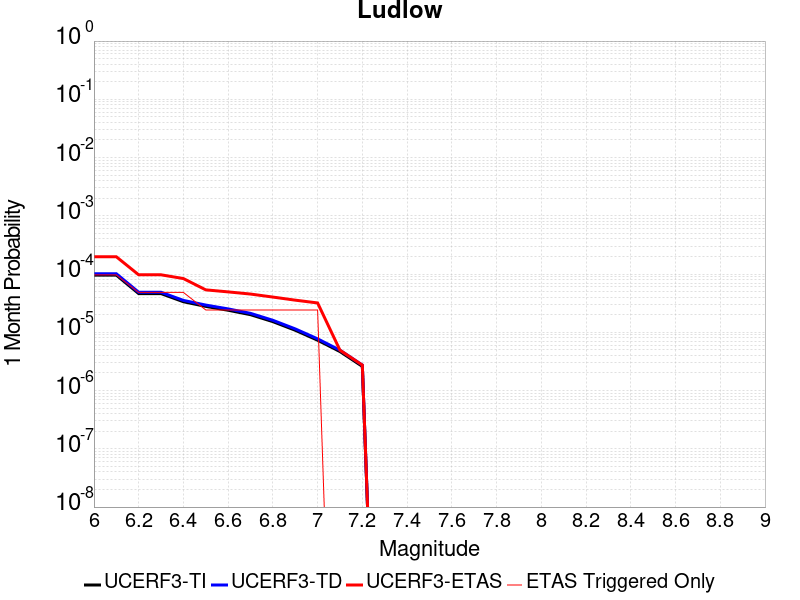 Ludlow
1 Month Probability
10^0
10^-1
10^-2
10^-3
10^-4
10^-5
10^-6
10^-7
10^-8
6 6.2 6.4 6.6 6.8 7 7.2 7.4 7.6 7.8 8 8.2 8.4 8.6 8.8 9
Magnitude
UCERF3-TI UCERF3-TD UCERF3-ETAS ETAS Triggered Only